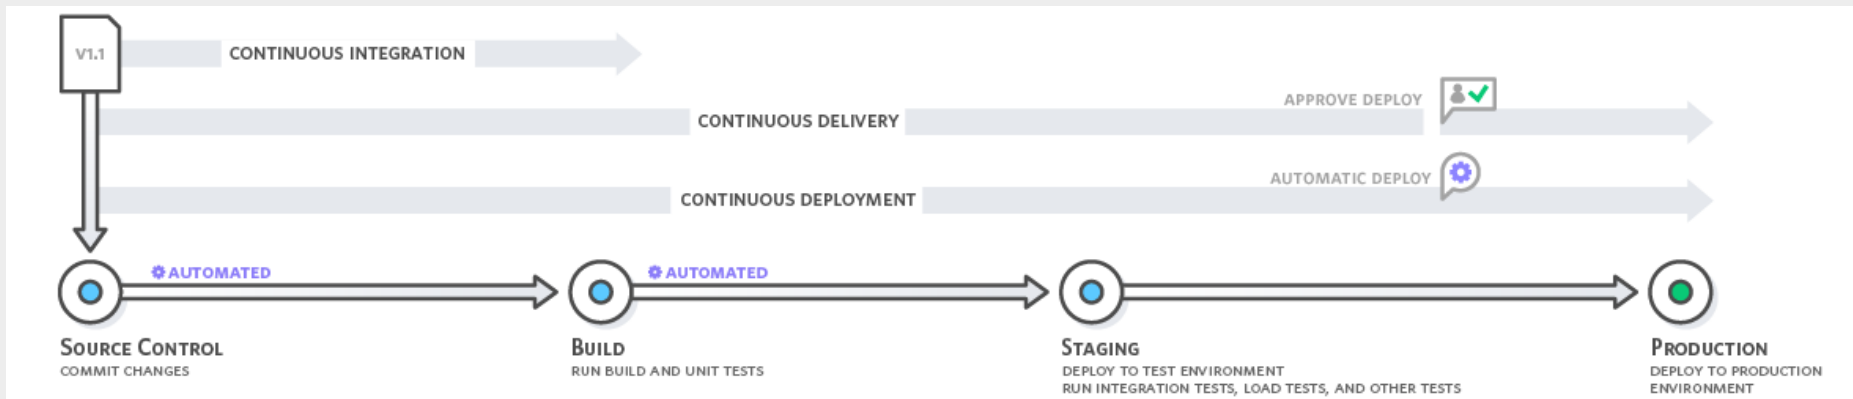 V1.1
CONTINUOUS INTEGRATION
APPROVE DEPLOY
CONTINUOUS DELIVERY
AUTOMATIC DEPLOY
CONTINUOUS DEPLOYMENT
AUTOMATED
AUTOMATED
SOURCE CONTROL
COMMIT CHANGES
BUILD
RUN BUILD AND UNIT TESTS
STAGING
DEPLOY TO TEST ENVIRONMENT
RUN INTEGRATION TESTS, LOAD TESTS, AND OTHER TESTS
PRODUCTION
DEPLOY TO PRODUCTION
ENVIRONMENT